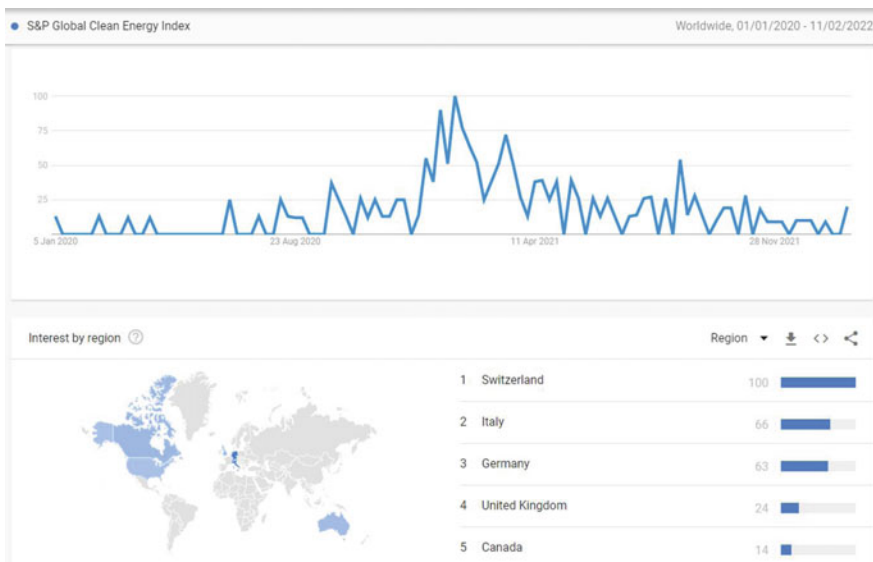 S&P Global Clean Energy Index
Worldwide, 01/01/2020 - 11/02/2022
100
75
50
25
5 Jan 2020
23 Aug 2020
11 Apr 2021
28 Nov 2021
Interest by region ?
Region
1 Switzerland 100
2 Italy 66
3 Germany 63
4 United Kingdom 24
5 Canada 14